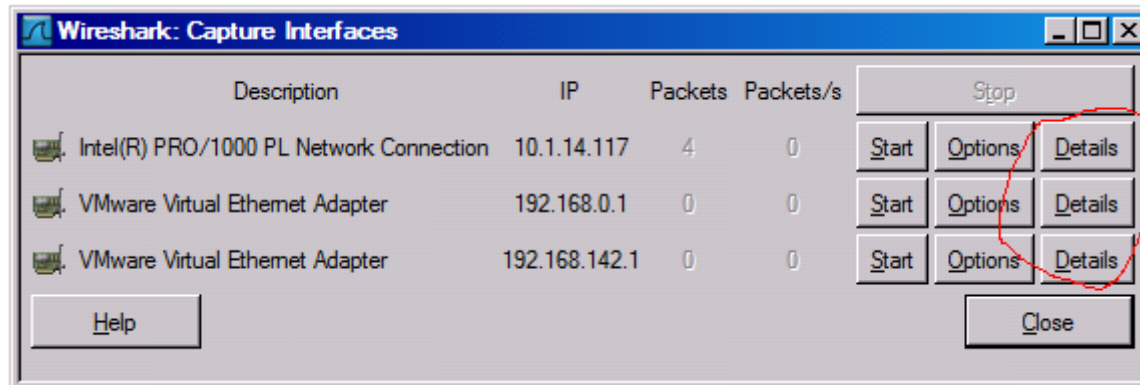 Wireshark: Capture Interfaces
Description IP Packets Packets/s Stop
Intel(R) PRO/1000 PL Network Connection 10.1.14.117 4 0 Start Options Details
VMware Virtual Ethernet Adapter 192.168.0.1 0 0 Start Options Details
VMware Virtual Ethernet Adapter 192.168.142.1 0 0 Start Options Details
Help Close